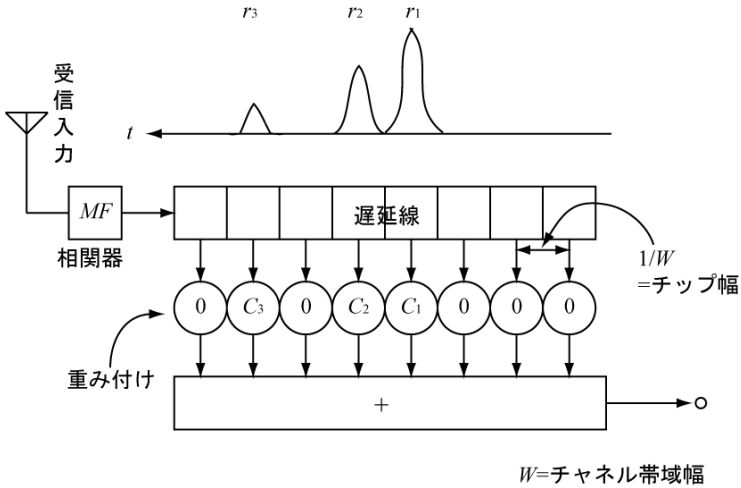 r3
r2
r1
受信入力
t
MF
相関器
遅延線
1/W
=チップ幅
0
C3
0
C2
C1
0
0
0
重み付け
+
W=チャネル帯域幅